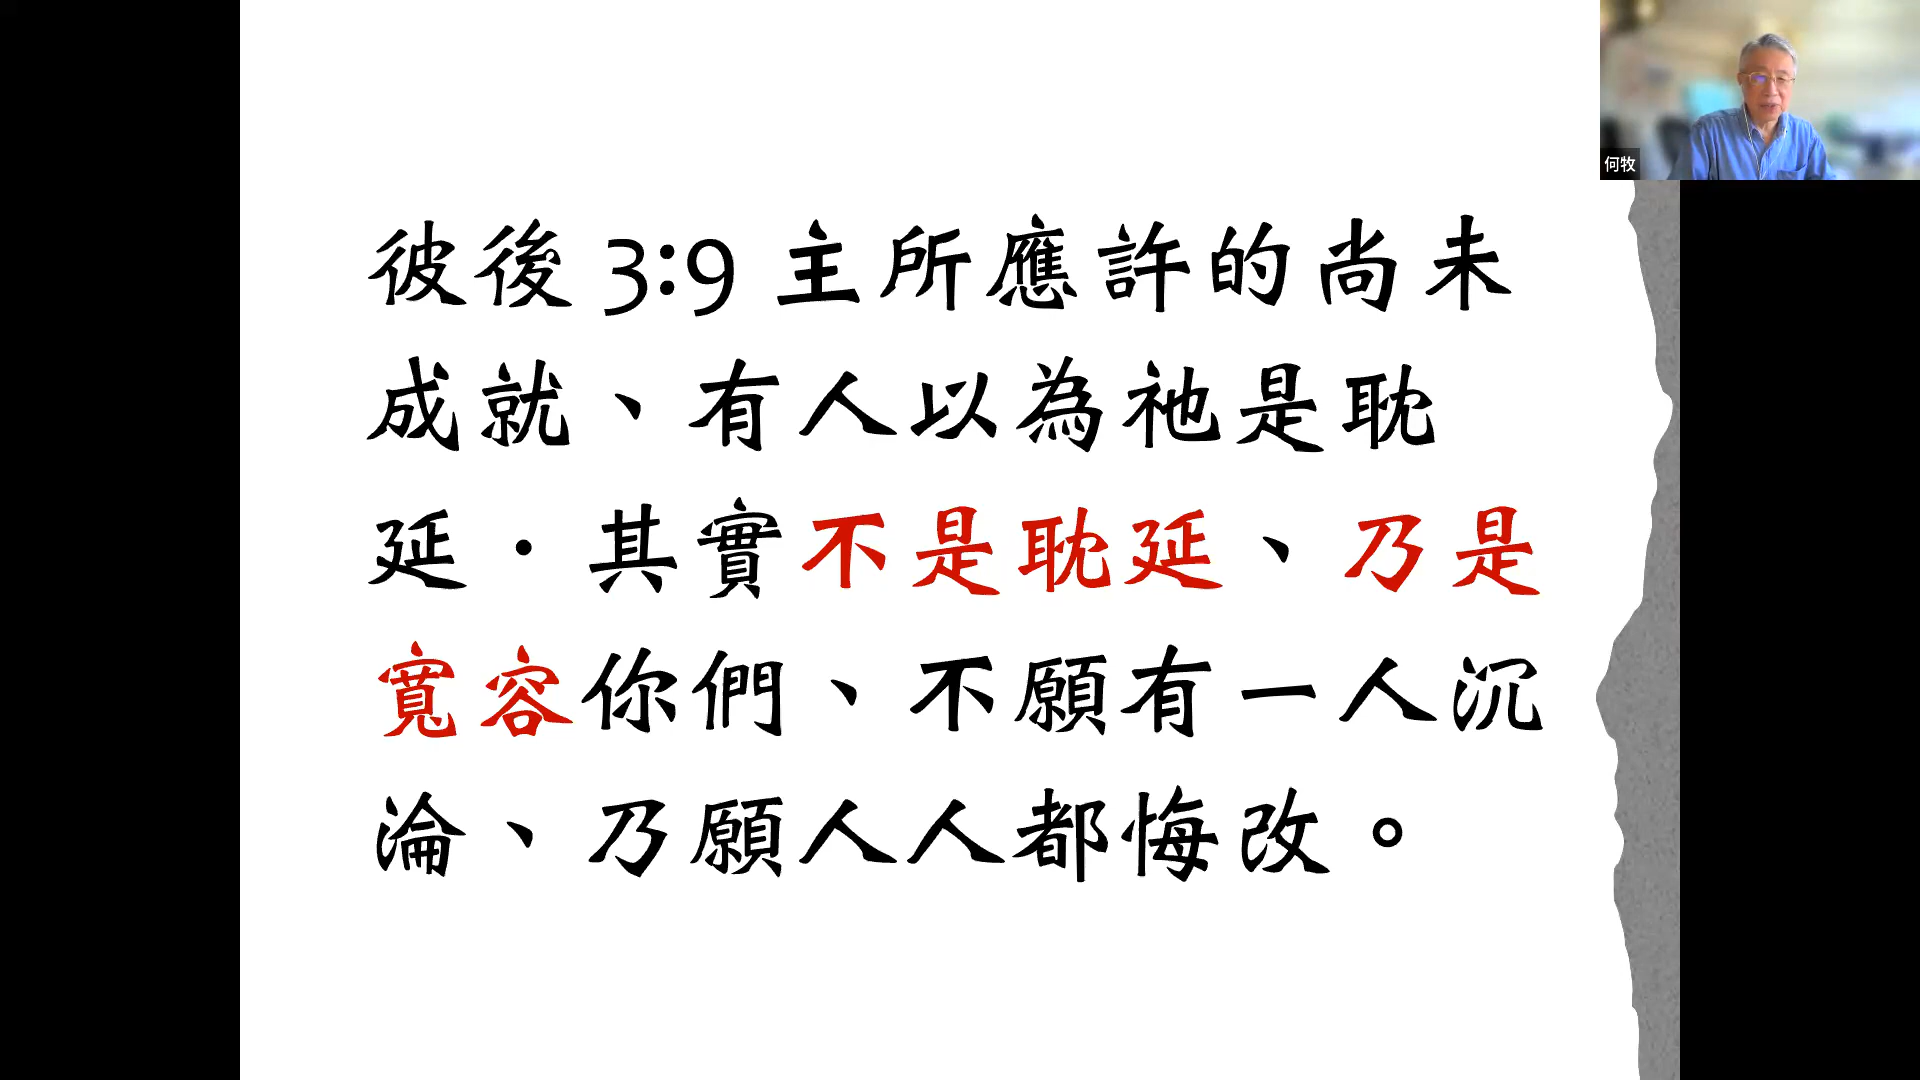 彼後 3:9 主所應許的尚未
成就、有人以為祂是耽
延．其實不是耽延、乃是
寬容你們、不願有一人沉
淪、乃願人人都悔改。
何牧